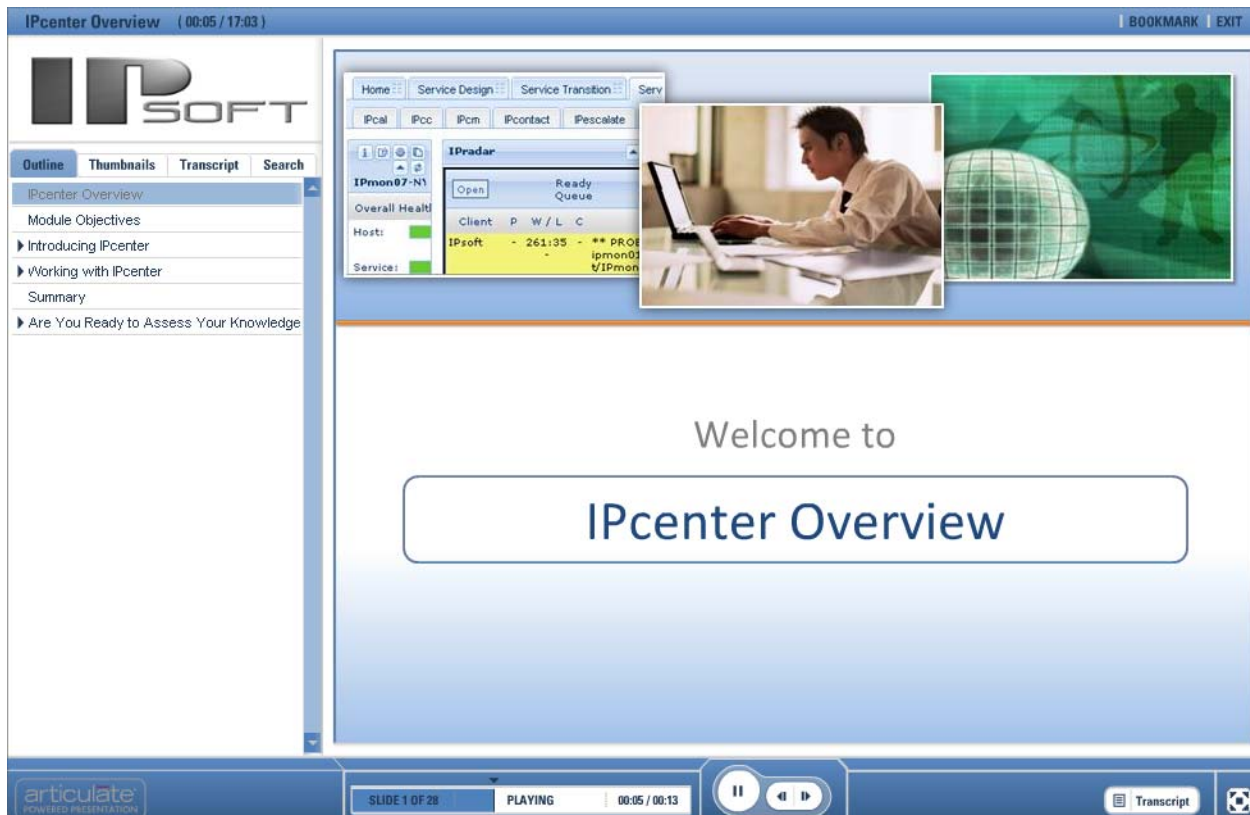 IPcenter Overview ( 00:05 / 17:03 )
BOOKMARK EXIT
IPSOFT
Outline Thumbnails Transcript Search
IPcenter Overview
Module Objectives
Introducing IPcenter
Working with IPcenter
Summary
Are You Ready to Assess Your Knowledge
Home Service Design Service Transition Serv
IPcal IPcc IPcm IPcontact IPescalate
IPmon07-NY
Overall Healt
Host:
Service:
IPradar
Open Ready
Queue
Client P W / L C
IPsoft - 261:35 - ** PROB
- ipmon01
t/IPmon
Welcome to
IPcenter Overview
articulate
POWERED PRESENTATION
SLIDE 1 OF 28 PLAYING 00:05 / 00:13
Transcript